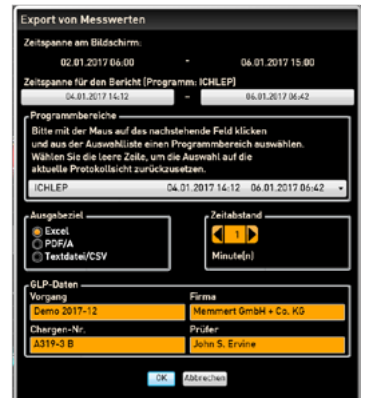 Export von Messwerten
Zeitspanne am Bildschirm:
02.01.2017 06:00 - 06.01.2017 15:00
Zeitspanne für den Bericht (Programm: ICHLEP)
04.01.2017 14:12 - 06.01.2017 06:42
Programmbereiche
Bitte mit der Maus auf das nachstehende Feld klicken
und aus der Auswahlliste einen Programmbereich auswählen.
Wählen Sie die leere Zeile, um die Auswahl auf die
aktuelle Protokollsicht zurückzusetzen.
ICHLEP 04.01.2017 14:12 06.01.2017 06:42
Ausgabeziel
Excel
PDF/A
Textdatei/CSV
Zeitabstand
1
Minute(n)
GLP-Daten
Vorgang Firma
Demo 2017-12 Memmert GmbH + Co. KG
Chargen-Nr. Prüfer
A319-3 B John S. Ervine
OK Abbrechen